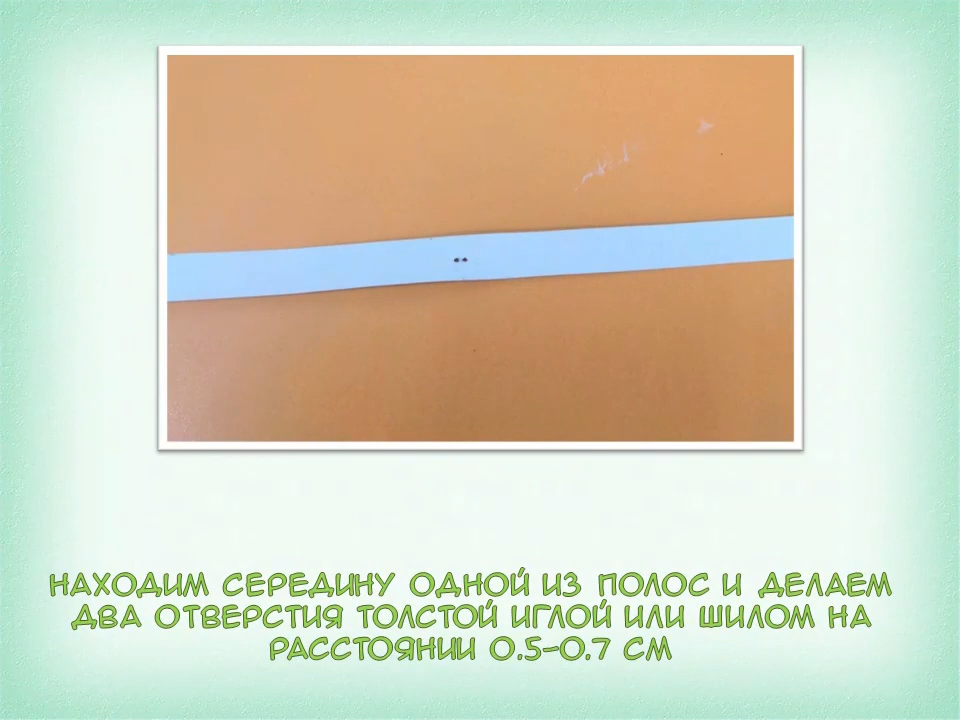 НАХОДИМ СЕРЕДИНУ ОДНОЙ ИЗ ПОЛОС И ДЕЛАЕМ
ДВА ОТВЕРСТИЯ ТОЛСТОЙ ИГЛОЙ ИЛИ ШИЛОМ НА
РАССТОЯНИИ 0.5-0.7 СМ